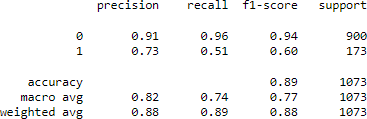 precision recall f1-score support
0 0.91 0.96 0.94 900
1 0.73 0.51 0.60 173
accuracy 0.89 1073
macro avg 0.82 0.74 0.77 1073
weighted avg 0.88 0.89 0.88 1073